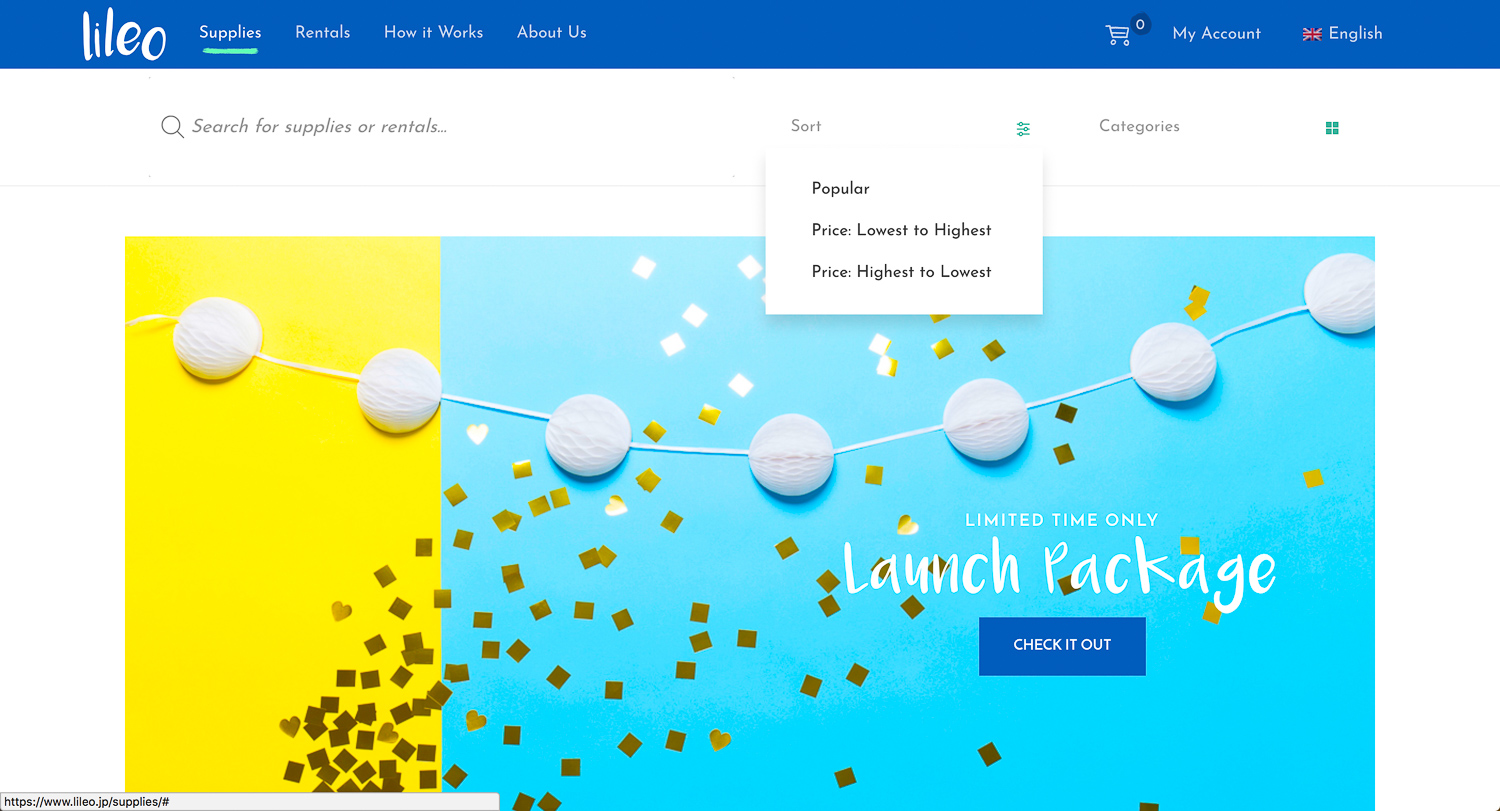 lileo
Supplies
Rentals
How it Works
About Us
0
My Account
English
Search for supplies or rentals...
Sort
Categories
Popular
Price: Lowest to Highest
Price: Highest to Lowest
LIMITED TIME ONLY
Launch Package
CHECK IT OUT
https://www.lileo.jp/supplies/#